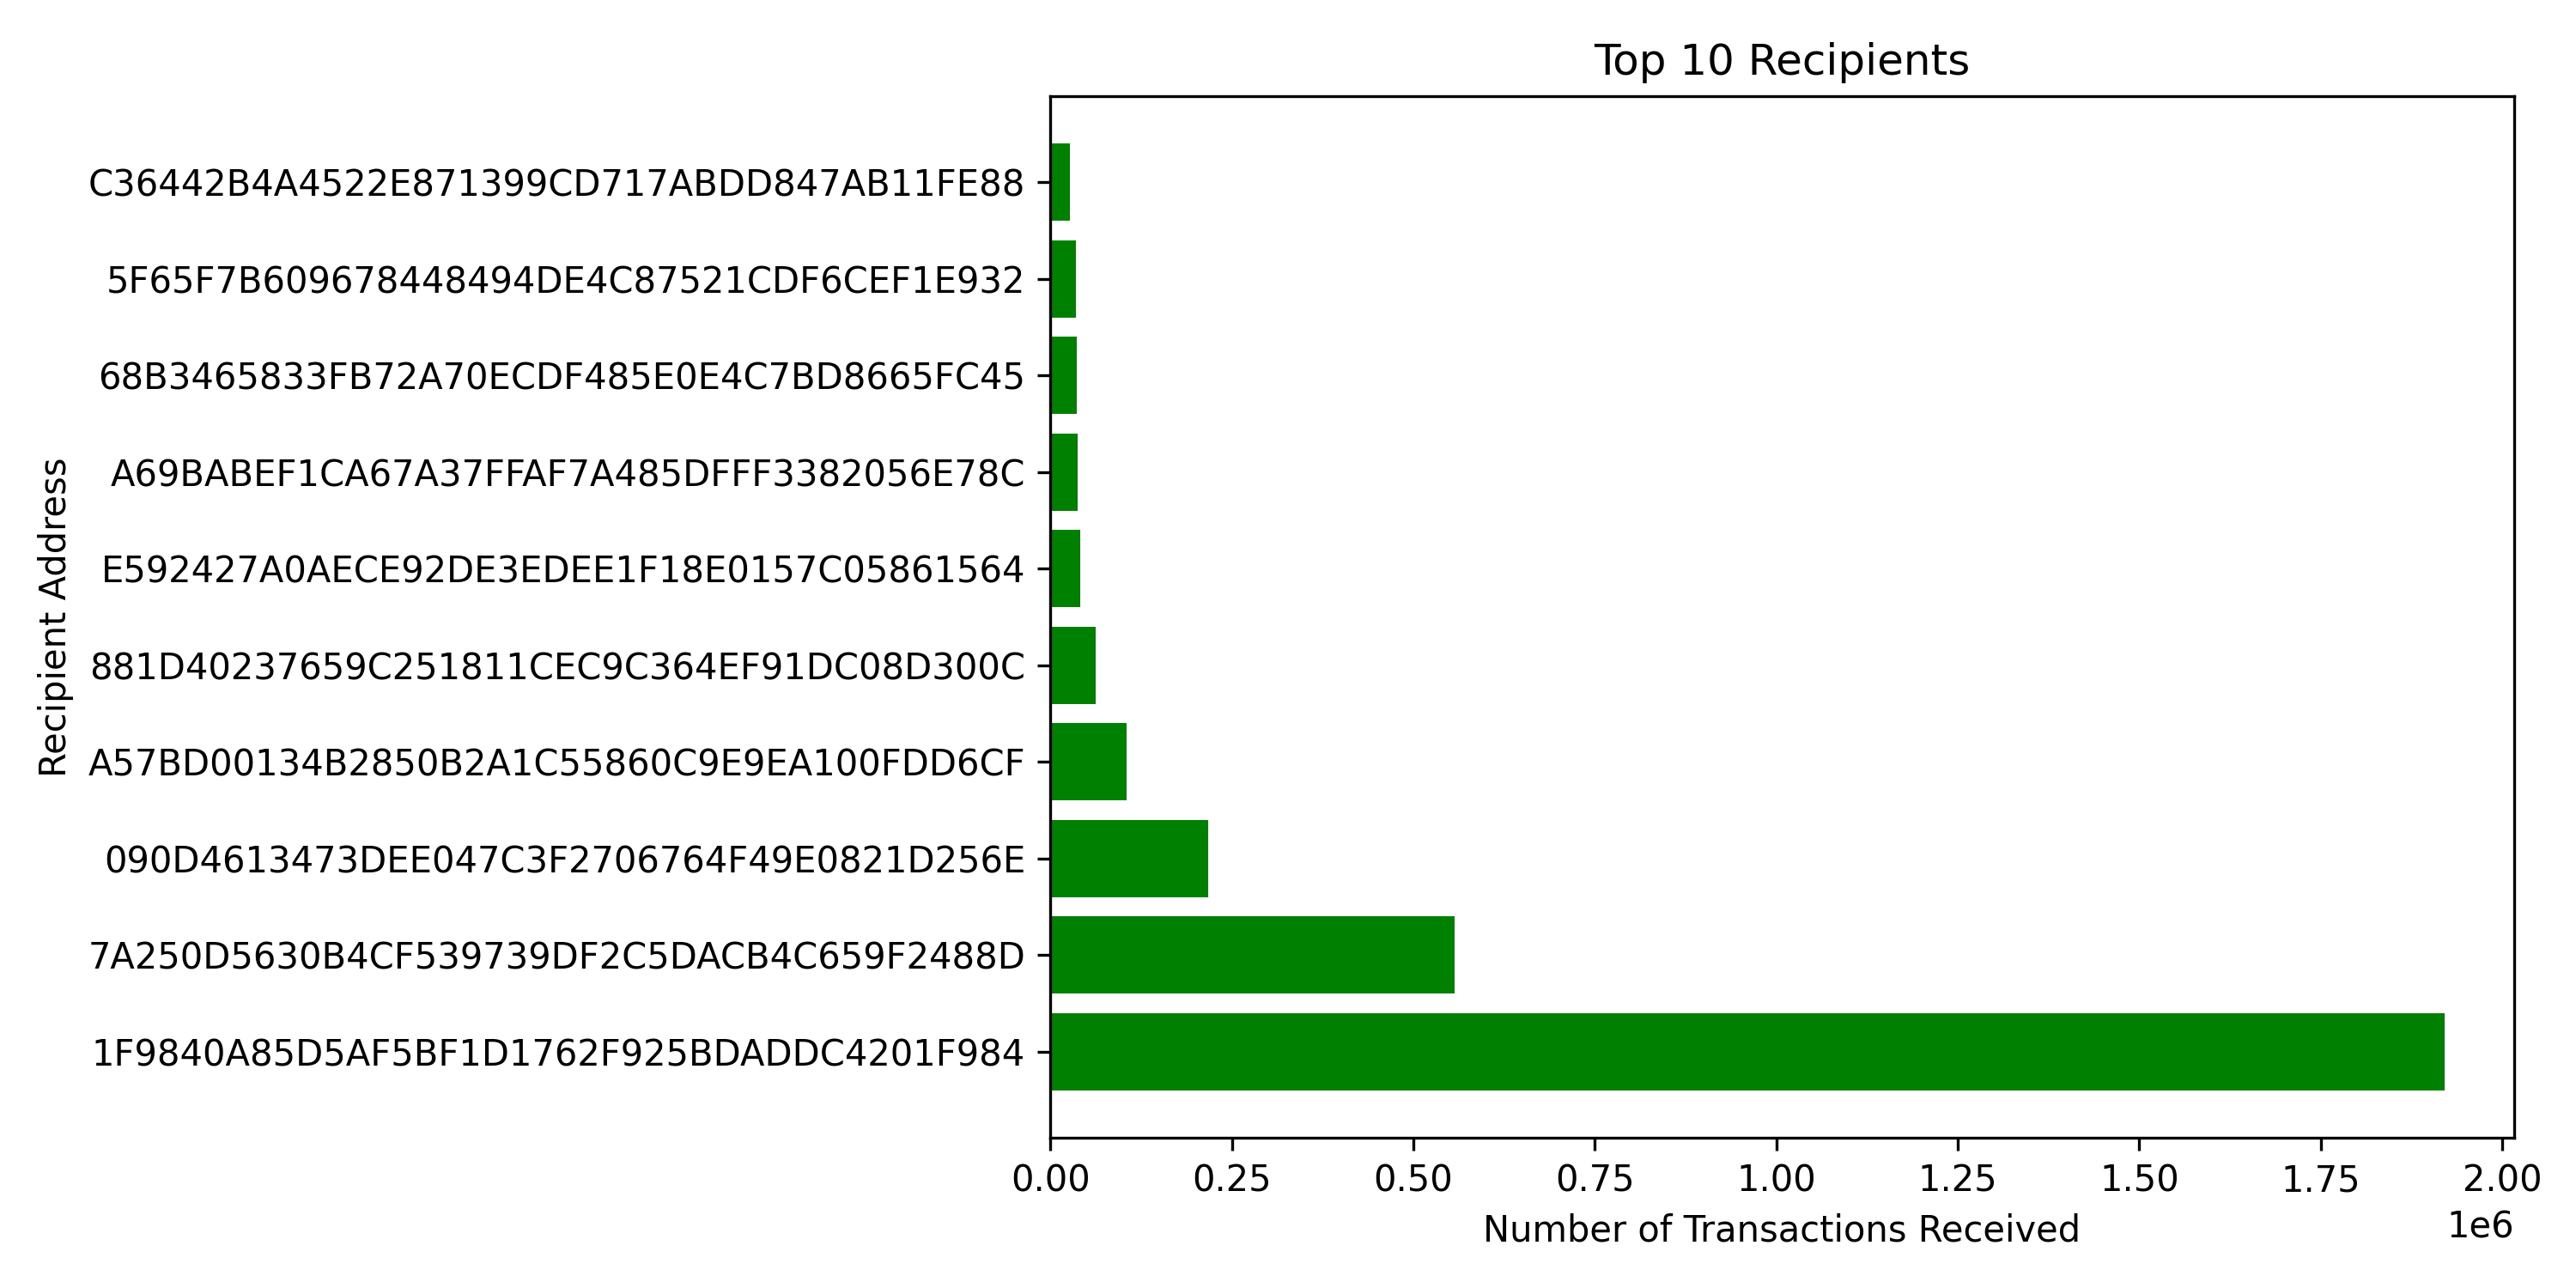 Top 10 Recipients
Recipient Address
C36442B4A4522E871399CD717ABDD847AB11FE88
5F65F7B609678448494DE4C87521CDF6CEF1E932
68B3465833FB72A70ECDF485E0E4C7BD8665FC45
A69BABEF1CA67A37FFAF7A485DFFF3382056E78C
E592427A0AECE92DE3EDEE1F18E0157C05861564
881D40237659C251811CEC9C364EF91DC08D300C
A57BD00134B2850B2A1C55860C9E9EA100FDD6CF
090D4613473DEE047C3F2706764F49E0821D256E
7A250D5630B4CF539739DF2C5DACB4C659F2488D
1F9840A85D5AF5BF1D1762F925BDADDC4201F984
0.00 0.25 0.50 0.75 1.00 1.25 1.50 1.75 2.00
Number of Transactions Received
1e6